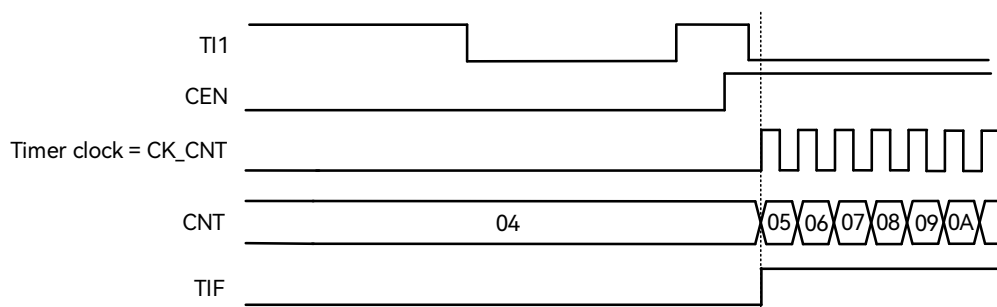 TI1
CEN
Timer clock = CK_CNT
CNT 04 05 06 07 08 09 0A
TIF